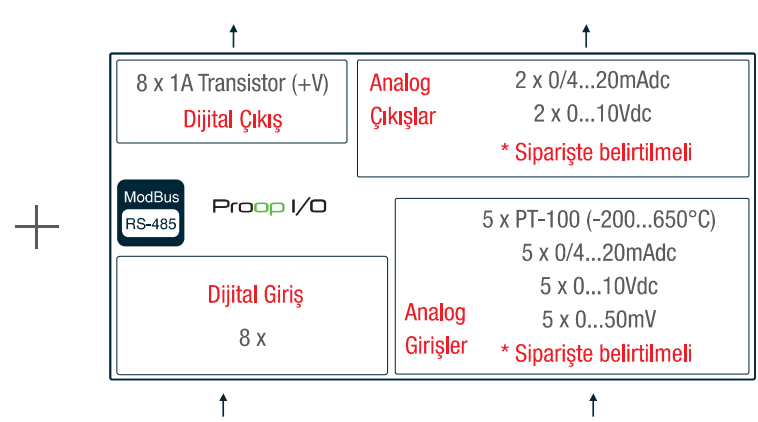 8 x 1A Transistor (+V)
Dijital Çıkış
Analog
Çıkışlar
2 x 0/4...20mAdc
2 x 0...10Vdc
* Siparişte belirtilmeli
ModBus
RS-485
Proop I/O
Dijital Giriş
8 x
Analog
Girişler
5 x PT-100 (-200...650°C)
5 x 0/4...20mAdc
5 x 0...10Vdc
5 x 0...50mV
* Siparişte belirtilmeli